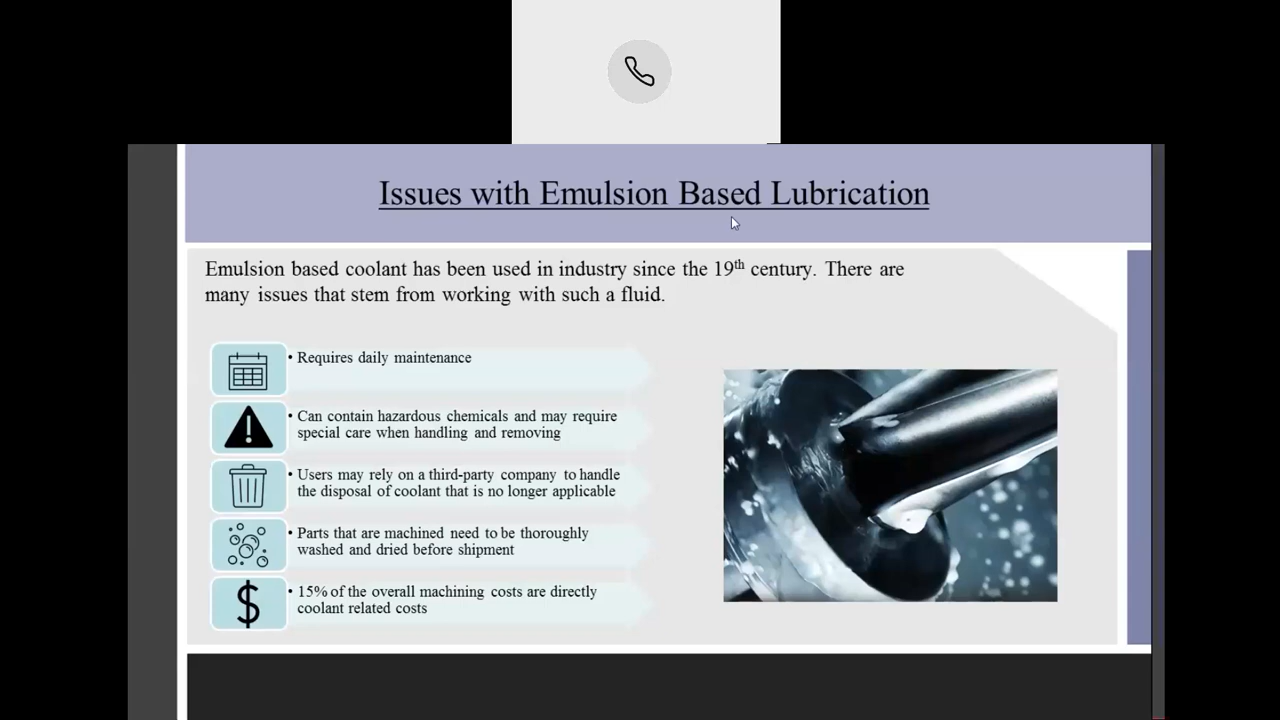 Issues with Emulsion Based Lubrication
Emulsion based coolant has been used in industry since the 19th century. There are
many issues that stem from working with such a fluid.
• Requires daily maintenance
• Can contain hazardous chemicals and may require
special care when handling and removing
• Users may rely on a third-party company to handle
the disposal of coolant that is no longer applicable
• Parts that are machined need to be thoroughly
washed and dried before shipment
$
• 15% of the overall machining costs are directly
coolant related costs